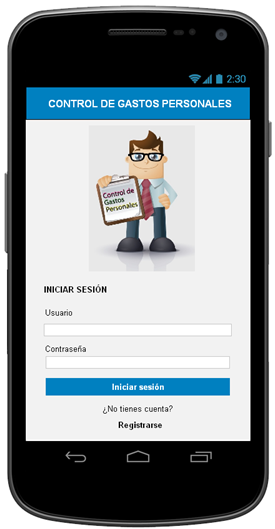 2:30
CONTROL DE GASTOS PERSONALES
Control de
Gastos
Personales
INICIAR SESIÓN
Usuario
Contraseña
Iniciar sesión
¿No tienes cuenta?
Registrarse